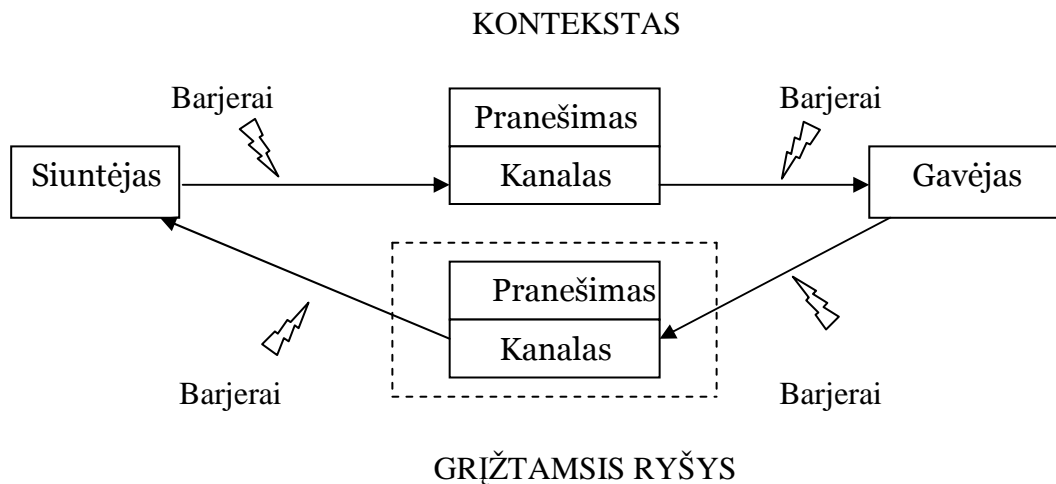 KONTEKSTAS
Barjerai
Barjerai
Pranešimas
Siuntėjas
Kanalas
Gavėjas
Pranešimas
Kanalas
Barjerai
Barjerai
GRĮŽTAMSIS RYŠYS